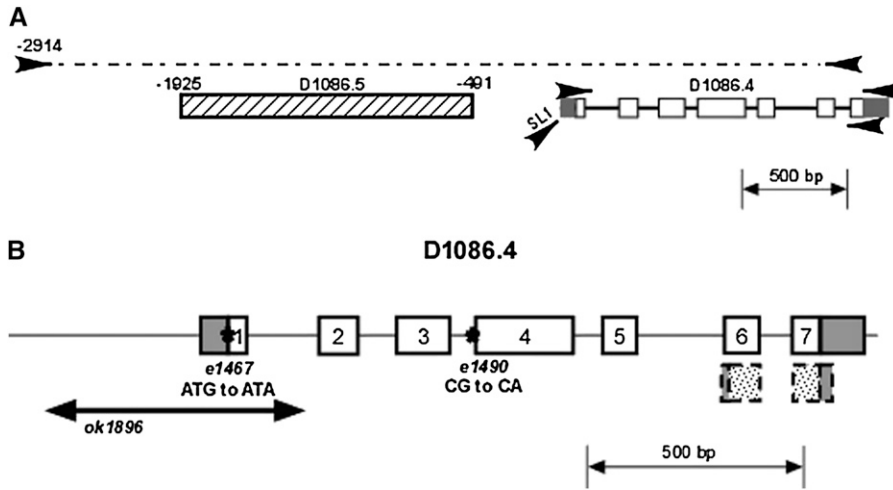 A
-2914
-1925 D1086.5 -491
D1086.4
SL1
500 bp
B
D1086.4
1 2 3 4 5 6 7
e1467 e1490
ATG to ATA CG to CA
ok1896
500 bp